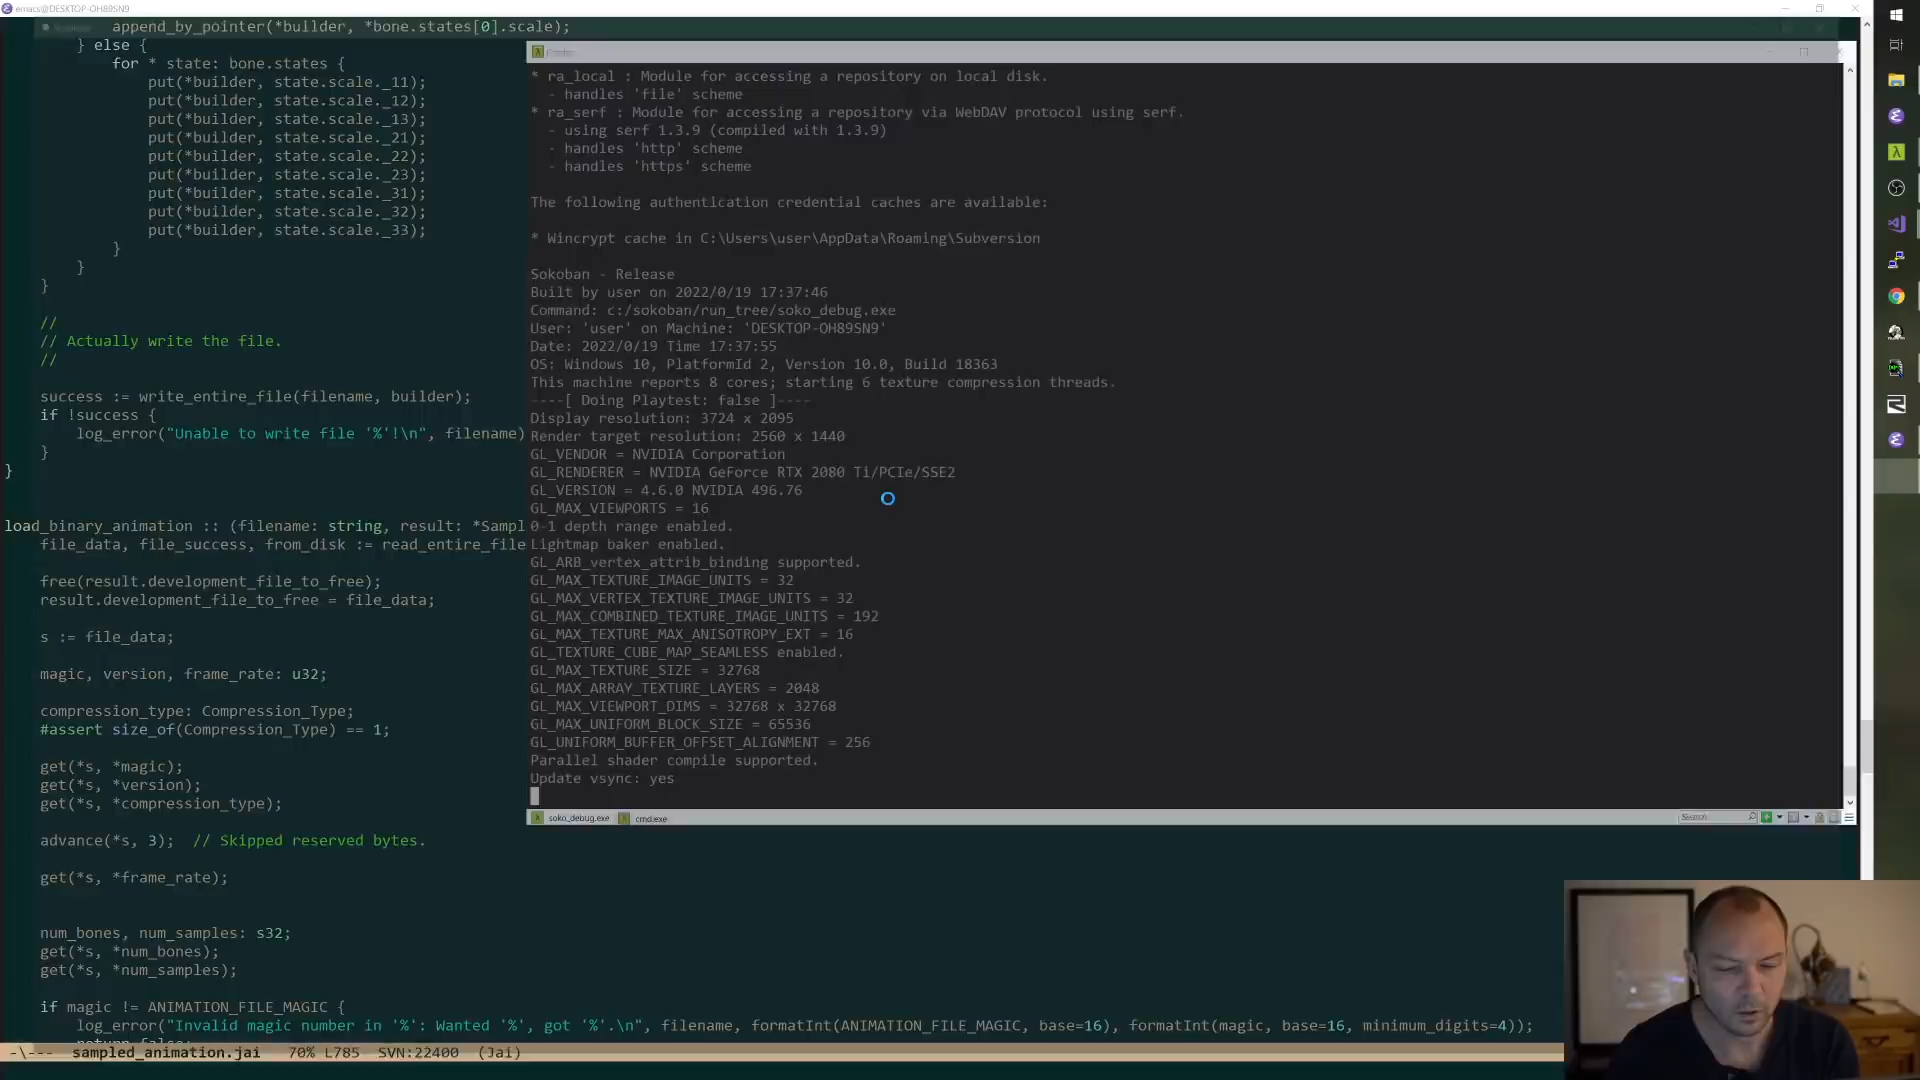 emacs@DESKTOP-OH89SN9
append_by_pointer(*builder, *bone.states[0].scale);
} else {
for * state: bone.states {
put(*builder, state.scale._11);
put(*builder, state.scale._12);
put(*builder, state.scale._13);
put(*builder, state.scale._21);
put(*builder, state.scale._22);
put(*builder, state.scale._23);
put(*builder, state.scale._31);
put(*builder, state.scale._32);
put(*builder, state.scale._33);
}
}
}
//
// Actually write the file.
//
success := write_entire_file(filename, builder);
if !success {
log_error("Unable to write file '%'!\n", filename)
}
}
load_binary_animation :: (filename: string, result: *Sampl
file_data, file_success, from_disk := read_entire_file
free(result.development_file_to_free);
result.development_file_to_free = file_data;
s := file_data;
magic, version, frame_rate: u32;
compression_type: Compression_Type;
#assert size_of(Compression_Type) == 1;
get(*s, *magic);
get(*s, *version);
get(*s, *compression_type);
advance(*s, 3);  // Skipped reserved bytes.
get(*s, *frame_rate);
num_bones, num_samples: s32;
get(*s, *num_bones);
get(*s, *num_samples);
if magic != ANIMATION_FILE_MAGIC {
log_error("Invalid magic number in '%': Wanted '%', got '%'.\n", filename, formatInt(ANIMATION_FILE_MAGIC, base=16), formatInt(magic, base=16, minimum_digits=4));
return false;
-\---  sampled_animation.jai   70% L785  SVN:22400  (Jai)
* ra_local : Module for accessing a repository on local disk.
- handles 'file' scheme
* ra_serf : Module for accessing a repository via WebDAV protocol using serf.
- using serf 1.3.9 (compiled with 1.3.9)
- handles 'http' scheme
- handles 'https' scheme
The following authentication credential caches are available:
* Wincrypt cache in C:\Users\user\AppData\Roaming\Subversion
Sokoban - Release
Built by user on 2022/0/19 17:37:46
Command: c:/sokoban/run_tree/soko_debug.exe
User: 'user' on Machine: 'DESKTOP-OH89SN9'
Date: 2022/0/19 Time 17:37:55
OS: Windows 10, PlatformId 2, Version 10.0, Build 18363
This machine reports 8 cores; starting 6 texture compression threads.
----[ Doing Playtest: false ]----
Display resolution: 3724 x 2095
Render target resolution: 2560 x 1440
GL_VENDOR = NVIDIA Corporation
GL_RENDERER = NVIDIA GeForce RTX 2080 Ti/PCIe/SSE2
GL_VERSION = 4.6.0 NVIDIA 496.76
GL_MAX_VIEWPORTS = 16
0-1 depth range enabled.
Lightmap baker enabled.
GL_ARB_vertex_attrib_binding supported.
GL_MAX_TEXTURE_IMAGE_UNITS = 32
GL_MAX_VERTEX_TEXTURE_IMAGE_UNITS = 32
GL_MAX_COMBINED_TEXTURE_IMAGE_UNITS = 192
GL_MAX_TEXTURE_MAX_ANISOTROPY_EXT = 16
GL_TEXTURE_CUBE_MAP_SEAMLESS enabled.
GL_MAX_TEXTURE_SIZE = 32768
GL_MAX_ARRAY_TEXTURE_LAYERS = 2048
GL_MAX_VIEWPORT_DIMS = 32768 x 32768
GL_MAX_UNIFORM_BLOCK_SIZE = 65536
GL_UNIFORM_BUFFER_OFFSET_ALIGNMENT = 256
Parallel shader compile supported.
Update vsync: yes
soko_debug.exe
cmd.exe
Search